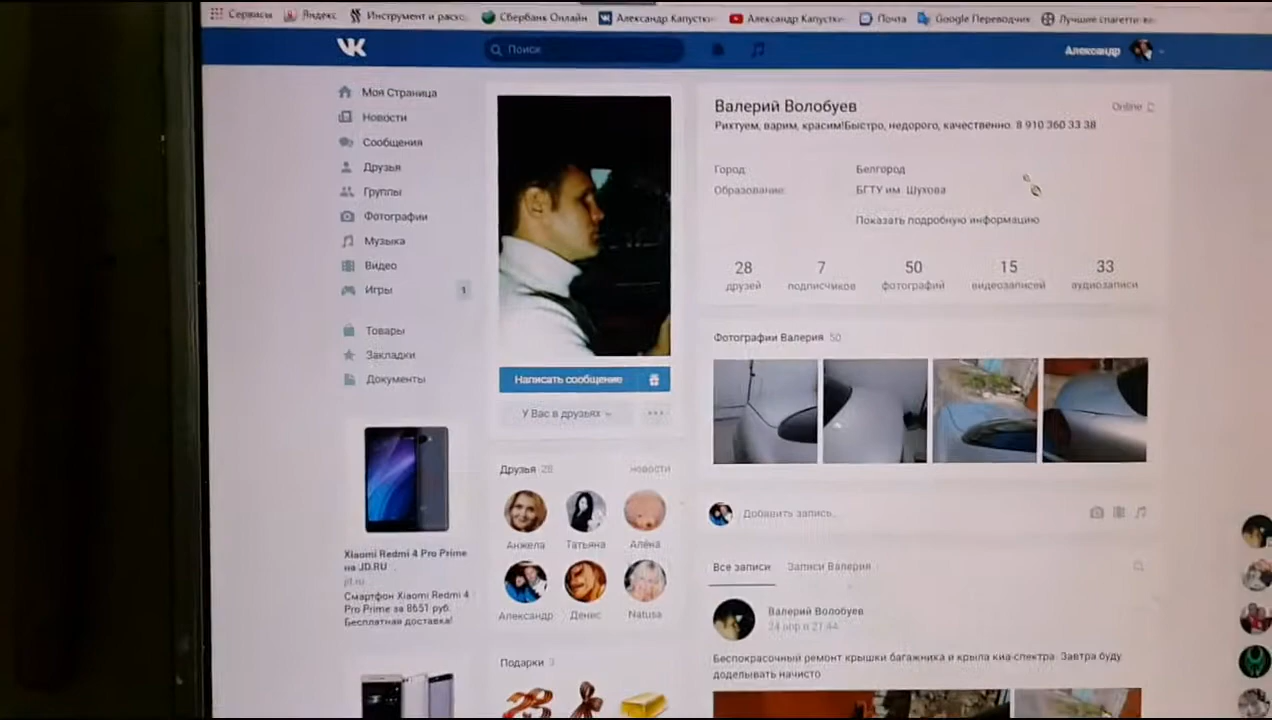 Сервисы
Яндекс
Инструмент и расхо
Сбербанк Онлайн
Александр Капусти
Александр Капустин
Почта
Google Переводчик
Лучшие спагетти
VK
Поиск
Александр
Моя Страница
Новости
Сообщения
Друзья
Группы
Фотографии
Музыка
Видео
Игры
1
Товары
Закладки
Документы
Xiaomi Redmi 4 Pro Prime
на JD.RU
jd.ru
Смартфон Xiaomi Redmi 4
Pro Prime за 8651 руб.
Бесплатная доставка!
Написать сообщение
У Вас в друзьях
Друзья 28
новости
Анжела
Татьяна
Алёна
Александр
Денис
Natusa
Подарки 3
Валерий Волобуев
Online
Рихтуем, варим, красим!Быстро, недорого, качественно. 8 910 360 33 38
Город:
Белгород
Образование:
БГТУ им. Шухова
Показать подробную информацию
28
друзей
7
подписчиков
50
фотографий
15
видеозаписей
33
аудиозаписи
Фотографии Валерия 50
Добавить запись...
Все записи
Записи Валерия
Валерий Волобуев
24 апр в 21:44
Беспокрасочный ремонт крышки багажника и крыла киа-спектра. Завтра буду
доделывать начисто